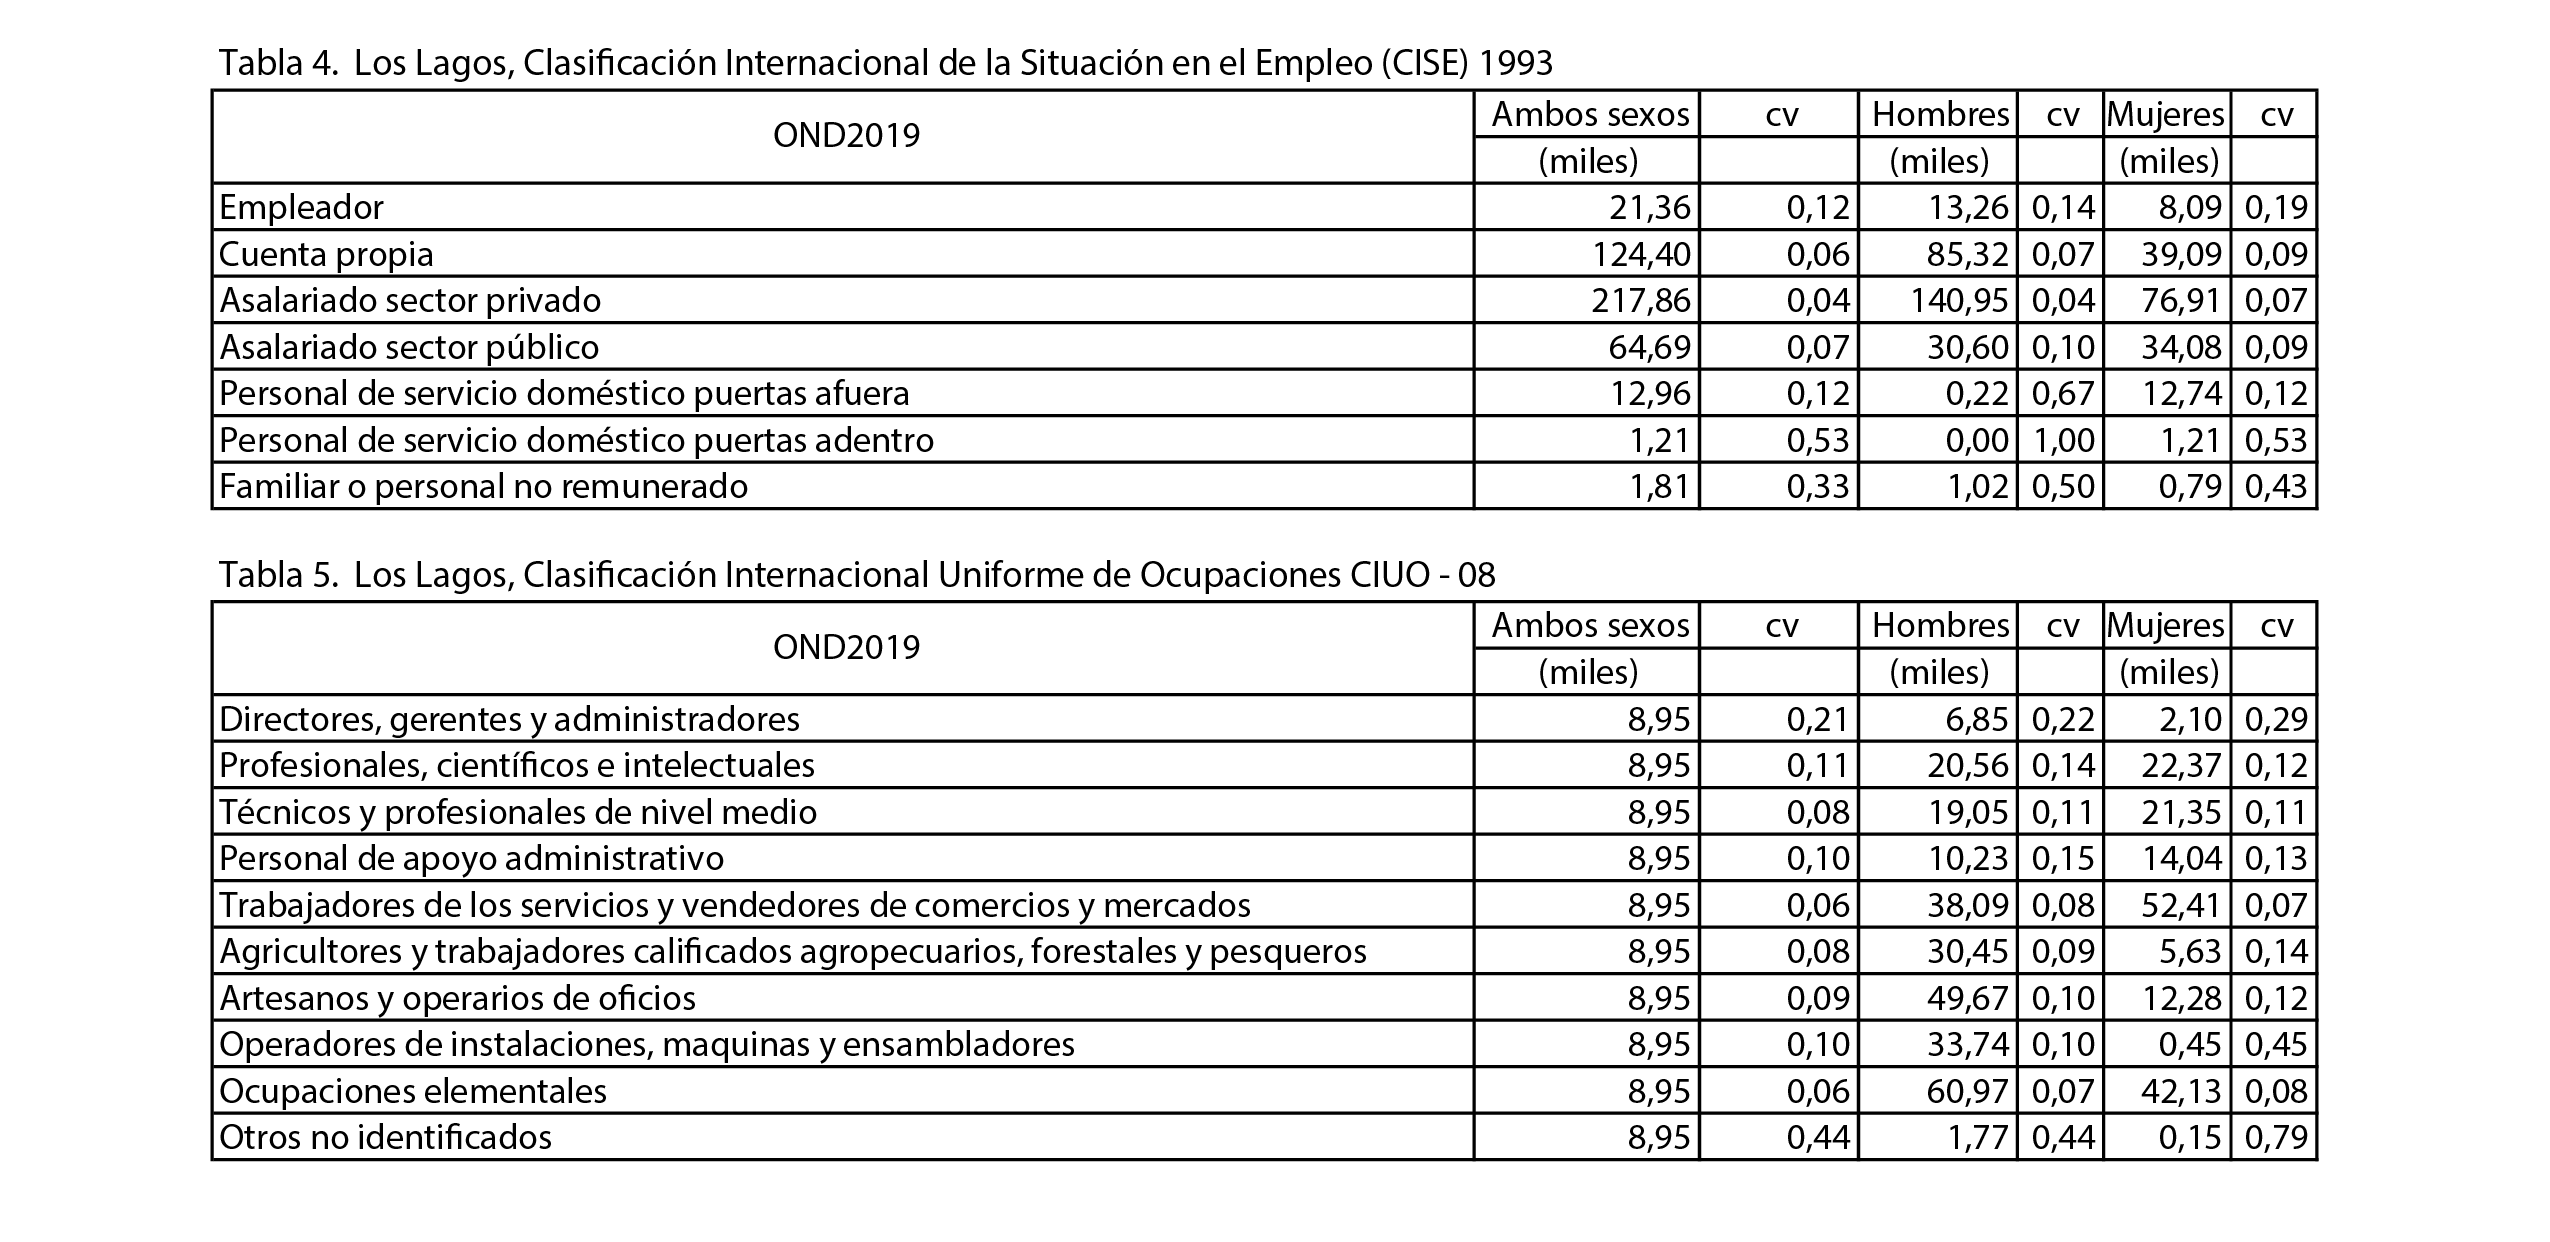 Tabla 4. Los Lagos, Clasificación Internacional de la Situación en el Empleo (CISE) 1993
OND2019 Ambos sexos cv Hombres cv Mujeres cv
(miles) (miles) (miles)
Empleador 21,36 0,12 13,26 0,14 8,09 0,19
Cuenta propia 124,40 0,06 85,32 0,07 39,09 0,09
Asalariado sector privado 217,86 0,04 140,95 0,04 76,91 0,07
Asalariado sector público 64,69 0,07 30,60 0,10 34,08 0,09
Personal de servicio doméstico puertas afuera 12,96 0,12 0,22 0,67 12,74 0,12
Personal de servicio doméstico puertas adentro 1,21 0,53 0,00 1,00 1,21 0,53
Familiar o personal no remunerado 1,81 0,33 1,02 0,50 0,79 0,43
Tabla 5. Los Lagos, Clasificación Internacional Uniforme de Ocupaciones CIUO - 08
OND2019 Ambos sexos cv Hombres cv Mujeres cv
(miles) (miles) (miles)
Directores, gerentes y administradores 8,95 0,21 6,85 0,22 2,10 0,29
Profesionales, científicos e intelectuales 8,95 0,11 20,56 0,14 22,37 0,12
Técnicos y profesionales de nivel medio 8,95 0,08 19,05 0,11 21,35 0,11
Personal de apoyo administrativo 8,95 0,10 10,23 0,15 14,04 0,13
Trabajadores de los servicios y vendedores de comercios y mercados 8,95 0,06 38,09 0,08 52,41 0,07
Agricultores y trabajadores calificados agropecuarios, forestales y pesqueros 8,95 0,08 30,45 0,09 5,63 0,14
Artesanos y operarios de oficios 8,95 0,09 49,67 0,10 12,28 0,12
Operadores de instalaciones, maquinas y ensambladores 8,95 0,10 33,74 0,10 0,45 0,45
Ocupaciones elementales 8,95 0,06 60,97 0,07 42,13 0,08
Otros no identificados 8,95 0,44 1,77 0,44 0,15 0,79